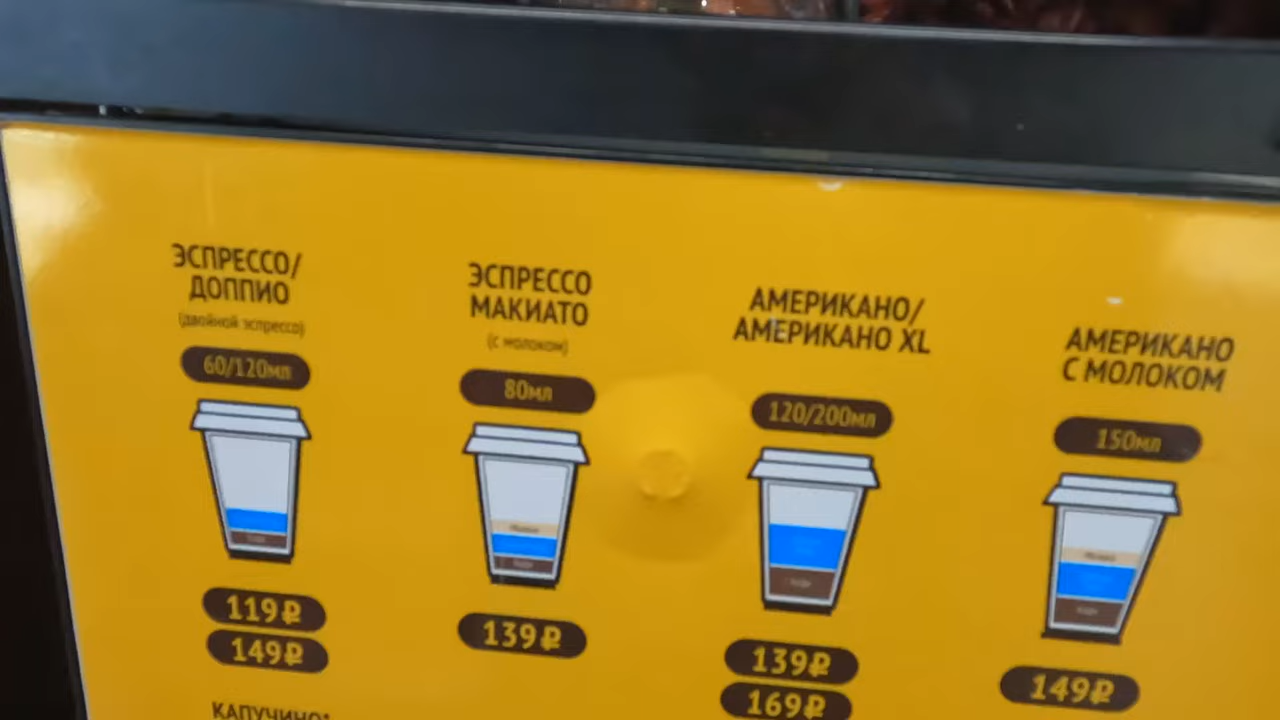 ЭСПРЕССО/
ДОППИО
(двойной эспрессо)
60/120мл
119₽
149₽
ЭСПРЕССО
МАКИАТО
(с молоком)
80мл
139₽
АМЕРИКАНО/
АМЕРИКАНО XL
120/200мл
139₽
169₽
АМЕРИКАНО
С МОЛОКОМ
150мл
149₽
КАПУЧИНО*